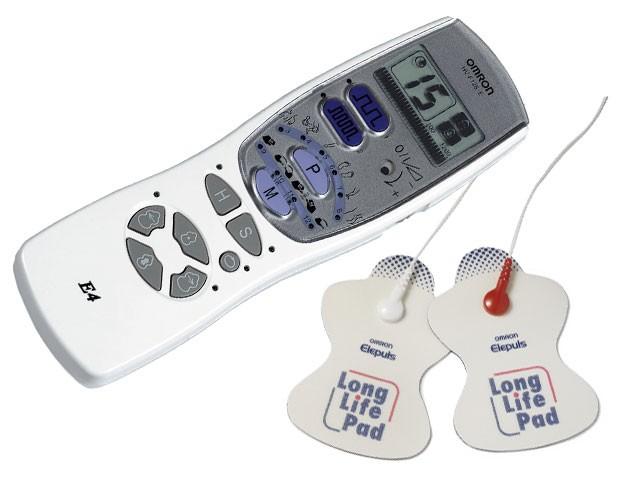 OMRON
15
P
M
H
S
E4
OMRON
Elepuls
Long
Life
Pad
OMRON
Elepuls
Long
Life
Pad